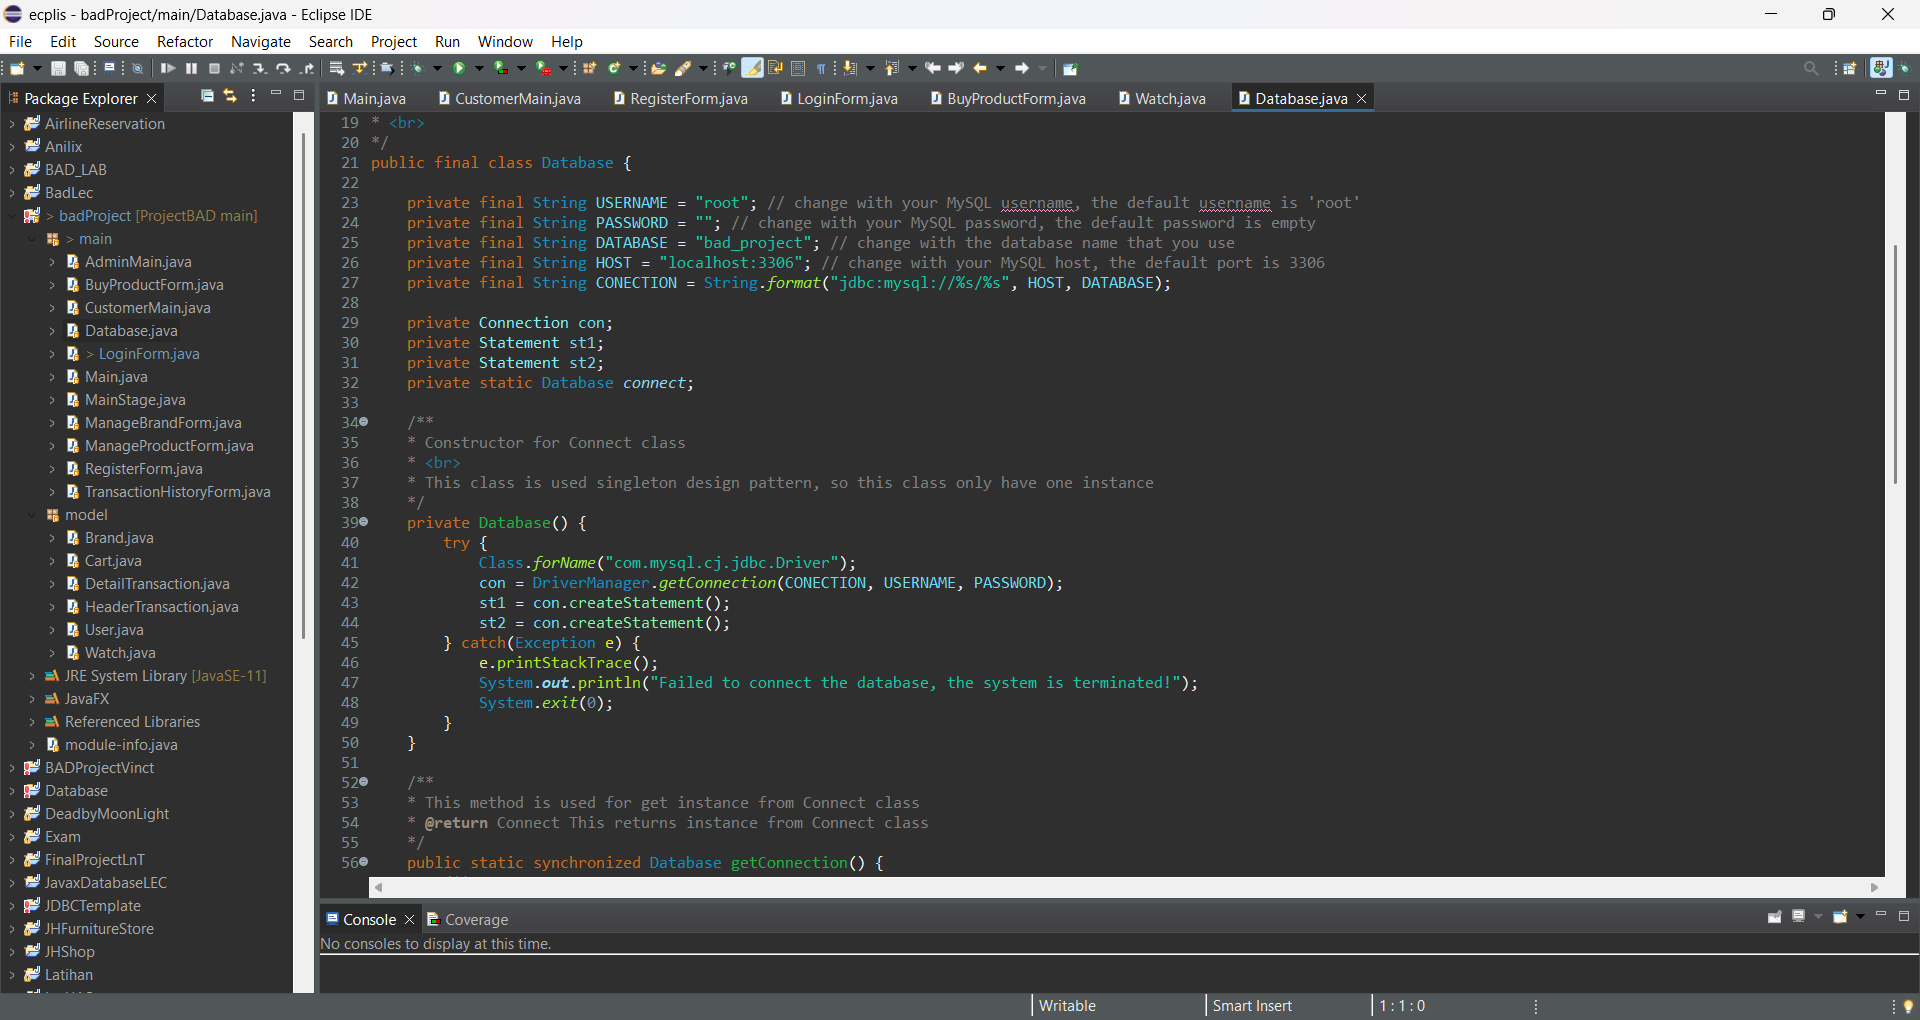 ecplis - badProject/main/Database.java - Eclipse IDE
File Edit Source Refactor Navigate Search Project Run Window Help
Package Explorer
AirlineReservation
Anilix
BAD_LAB
BadLec
> badProject [ProjectBAD main]
> main
AdminMain.java
BuyProductForm.java
CustomerMain.java
Database.java
> LoginForm.java
Main.java
MainStage.java
ManageBrandForm.java
ManageProductForm.java
RegisterForm.java
TransactionHistoryForm.java
model
Brand.java
Cart.java
DetailTransaction.java
HeaderTransaction.java
User.java
Watch.java
JRE System Library [JavaSE-11]
JavaFX
Referenced Libraries
module-info.java
BADProjectVinct
Database
DeadbyMoonLight
Exam
FinalProjectLnT
JavaxDatabaseLEC
JDBCTemplate
JHFurnitureStore
JHShop
Latihan
Main.java CustomerMain.java RegisterForm.java LoginForm.java BuyProductForm.java Watch.java Database.java
19 * <br>
20 */
21 public final class Database {
22
23 private final String USERNAME = "root"; // change with your MySQL username, the default username is 'root'
24 private final String PASSWORD = ""; // change with your MySQL password, the default password is empty
25 private final String DATABASE = "bad_project"; // change with the database name that you use
26 private final String HOST = "localhost:3306"; // change with your MySQL host, the default port is 3306
27 private final String CONECTION = String.format("jdbc:mysql://%s/%s", HOST, DATABASE);
28
29 private Connection con;
30 private Statement st1;
31 private Statement st2;
32 private static Database connect;
33
34 /**
35 * Constructor for Connect class
36 * <br>
37 * This class is used singleton design pattern, so this class only have one instance
38 */
39 private Database() {
40 try {
41 Class.forName("com.mysql.cj.jdbc.Driver");
42 con = DriverManager.getConnection(CONECTION, USERNAME, PASSWORD);
43 st1 = con.createStatement();
44 st2 = con.createStatement();
45 } catch(Exception e) {
46 e.printStackTrace();
47 System.out.println("Failed to connect the database, the system is terminated!");
48 System.exit(0);
49 }
50 }
51
52 /**
53 * This method is used for get instance from Connect class
54 * @return Connect This returns instance from Connect class
55 */
56 public static synchronized Database getConnection() {
Console Coverage
No consoles to display at this time.
Writable Smart Insert 1 : 1 : 0